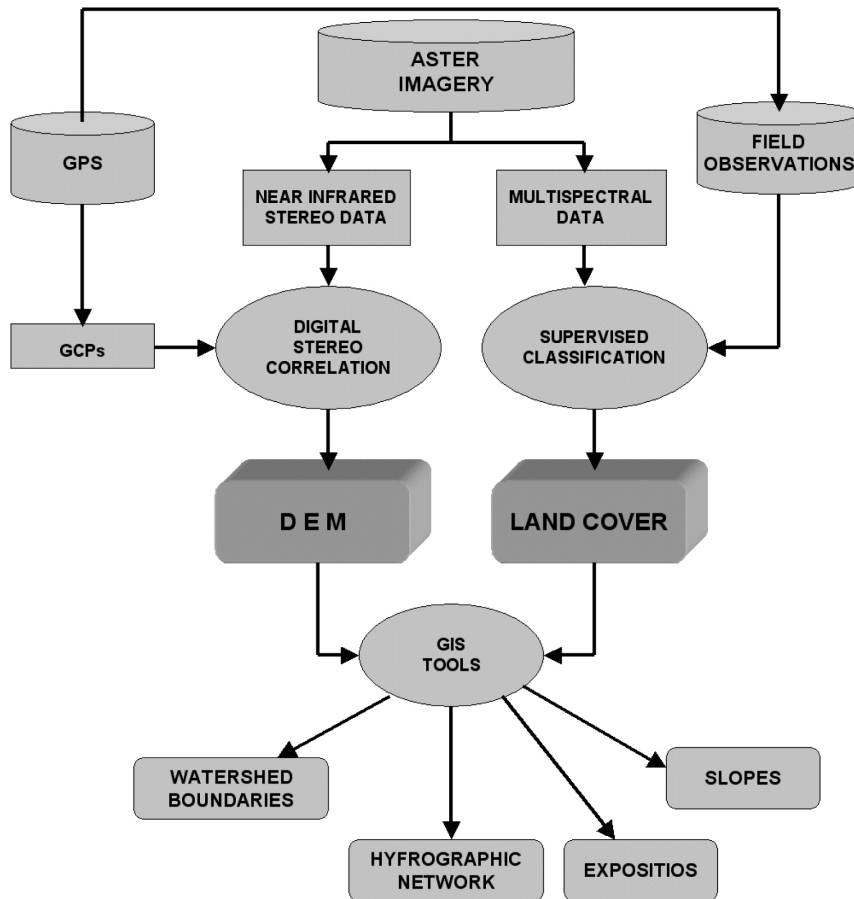 ASTER
IMAGERY
GPS
FIELD
OBSERVATIONS
NEAR INFRARED
STEREO DATA
MULTISPECTRAL
DATA
GCPs
DIGITAL
STEREO
CORRELATION
SUPERVISED
CLASSIFICATION
D E M
LAND COVER
GIS
TOOLS
WATERSHED
BOUNDARIES
SLOPES
HYFROGRAPHIC
NETWORK
EXPOSITIOS